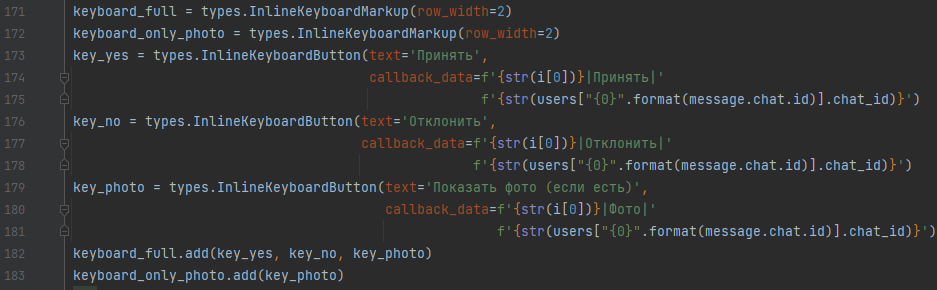 171 keyboard_full = types.InlineKeyboardMarkup(row_width=2)
172 keyboard_only_photo = types.InlineKeyboardMarkup(row_width=2)
173 key_yes = types.InlineKeyboardButton(text='Принять',
174 callback_data=f'{str(i[0])}|Принять|'
175 f'{str(users["{0}".format(message.chat.id)].chat_id)}')
176 key_no = types.InlineKeyboardButton(text='Отклонить',
177 callback_data=f'{str(i[0])}|Отклонить|'
178 f'{str(users["{0}".format(message.chat.id)].chat_id)}')
179 key_photo = types.InlineKeyboardButton(text='Показать фото (если есть)',
180 callback_data=f'{str(i[0])}|Фото|'
181 f'{str(users["{0}".format(message.chat.id)].chat_id)}')
182 keyboard_full.add(key_yes, key_no, key_photo)
183 keyboard_only_photo.add(key_photo)